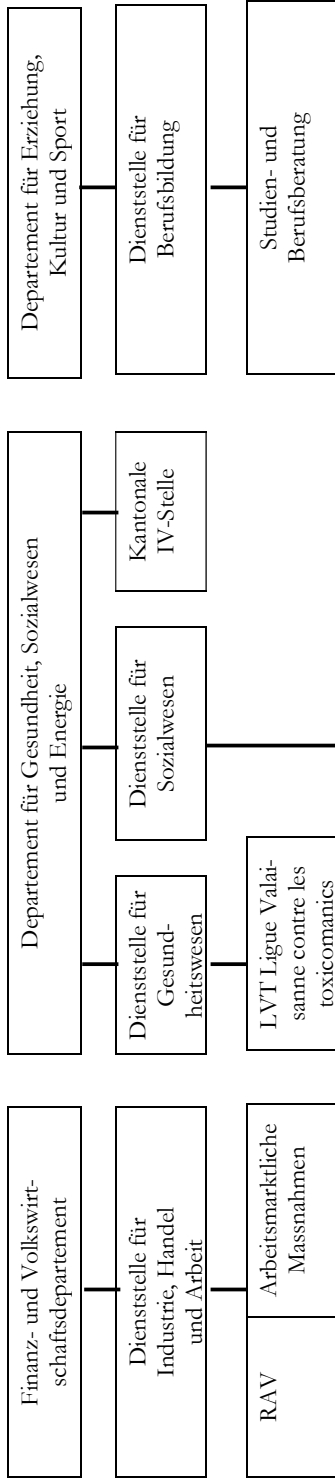 Finanz- und Volkswirt-
schaftsdepartement
Departement für Gesundheit, Sozialwesen
und Energie
Departement für Erziehung,
Kultur und Sport
Dienststelle für
Industrie, Handel
und Arbeit
Dienststelle für
Gesund-
heitswesen
Dienststelle für
Sozialwesen
Kantonale
IV-Stelle
Dienststelle für
Berufsbildung
RAV
Arbeitsmarktliche
Massnahmen
LVT Ligue Valai-
sanne contre les
toxicomanics
Studien- und
Berufsberatung